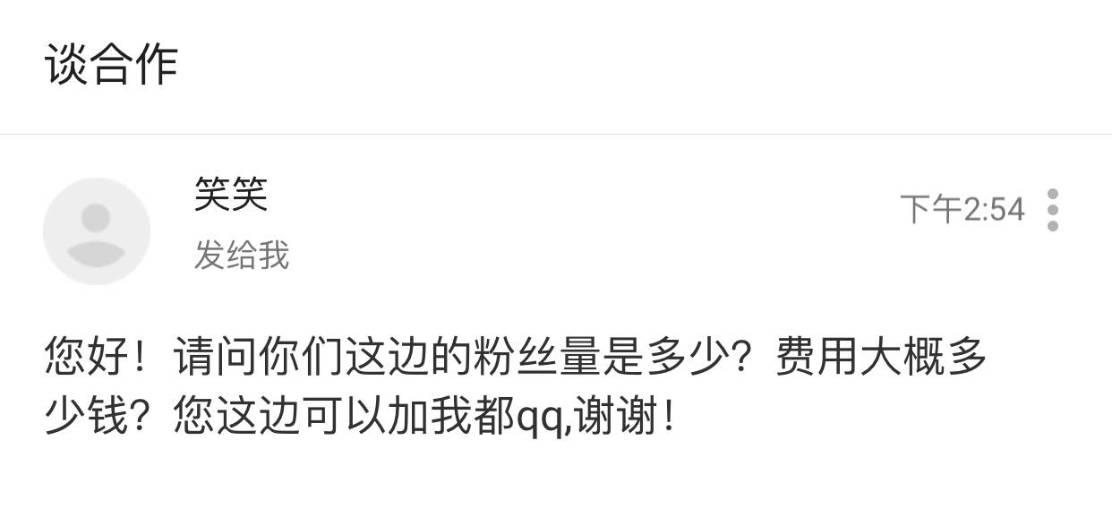 谈合作
笑笑
下午2:54
发给我
您好！请问你们这边的粉丝量是多少？费用大概多
少钱？您这边可以加我都qq,谢谢！